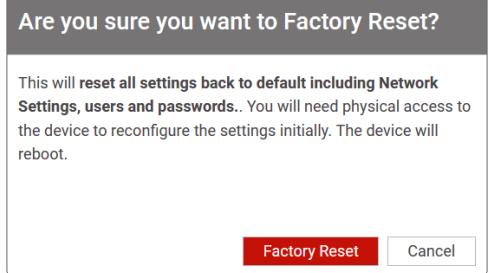 Are you sure you want to Factory Reset?
This will reset all settings back to default including Network
Settings, users and passwords.. You will need physical access to
the device to reconfigure the settings initially. The device will
reboot.
Factory Reset
Cancel